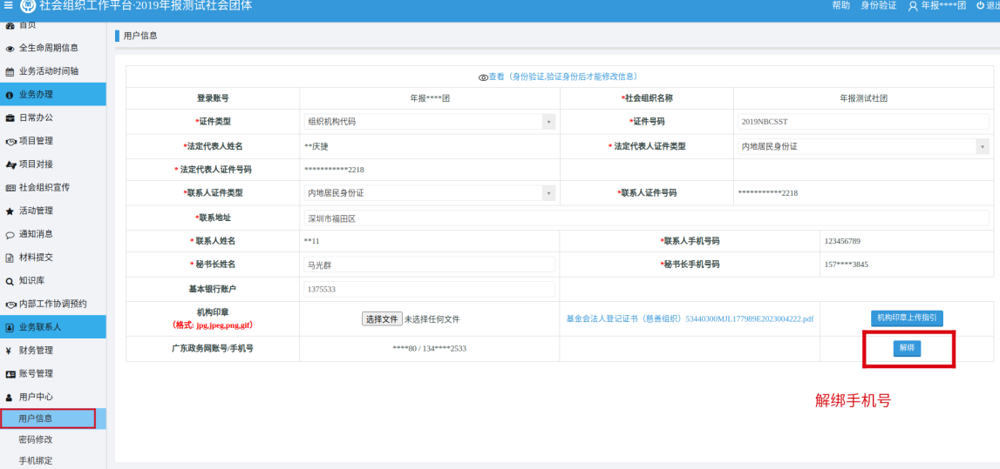 社会组织工作平台·2019年报测试社会团体
帮助 身份验证 年报****团 退出
首页
全生命周期信息
业务活动时间轴
业务办理
日常办公
项目管理
项目对接
社会组织宣传
活动管理
通知消息
材料提交
知识库
内部工作协调预约
业务联系人
财务管理
账号管理
用户中心
用户信息
密码修改
手机绑定
用户信息
查看（身份验证,验证身份后才能修改信息）
登录账号 年报****团 *社会组织名称 年报测试社团
*证件类型 组织机构代码 *证件号码 2019NBCSST
*法定代表人姓名 **庆捷 * 法定代表人证件类型 内地居民身份证
* 法定代表人证件号码 ***********2218
*联系人证件类型 内地居民身份证 *联系人证件号码 ***********2218
*联系地址 深圳市福田区
* 联系人姓名 **11 *联系人手机号码 123456789
* 秘书长姓名 马光群 *秘书长手机号码 157****3845
基本银行账户 1375533
机构印章
（格式: jpg,jpeg,png,gif） 选择文件 未选择任何文件 基金会法人登记证书（慈善组织）53440300MJL177989E2023004222.pdf 机构印章上传指引
广东政务网账号/手机号 ****80 / 134****2533 解绑
解绑手机号